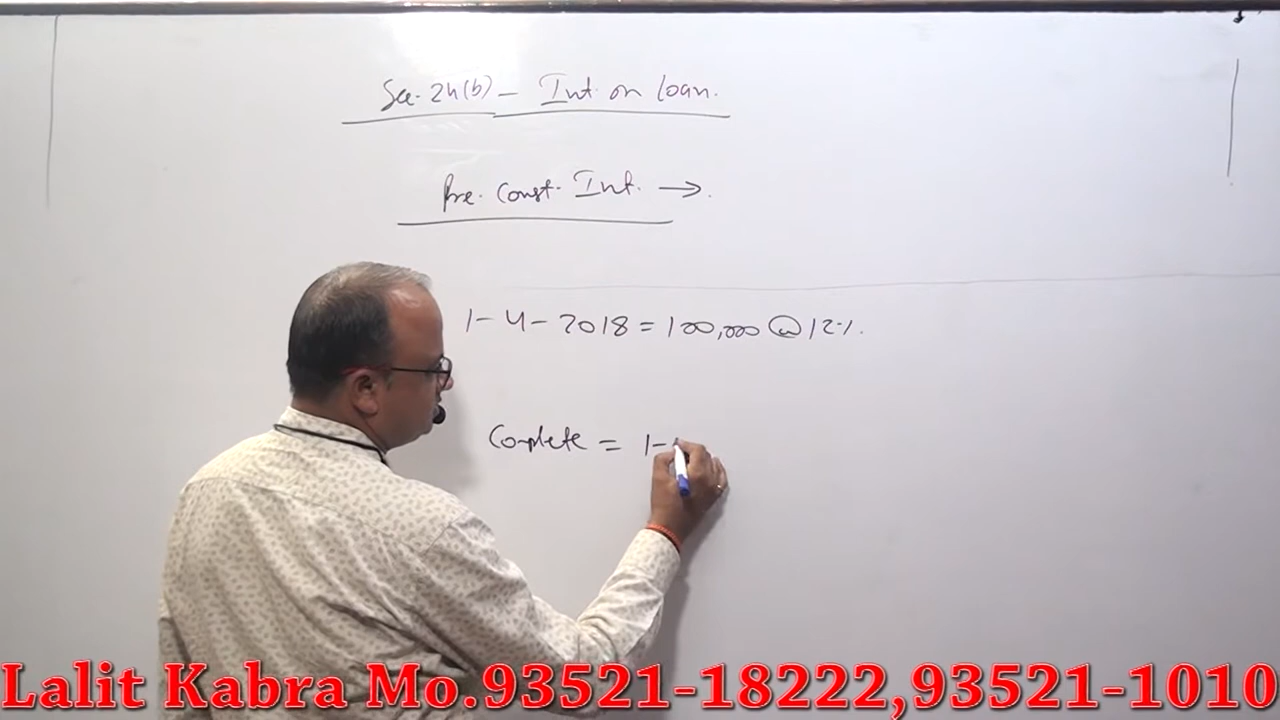 Sec. 24(b) - Int. on loan.
Pre. Const. Int. →
1-4-2018 = 100,000 @ 12%.
Complete = 1-
Lalit Kabra Mo.93521-18222,93521-1010